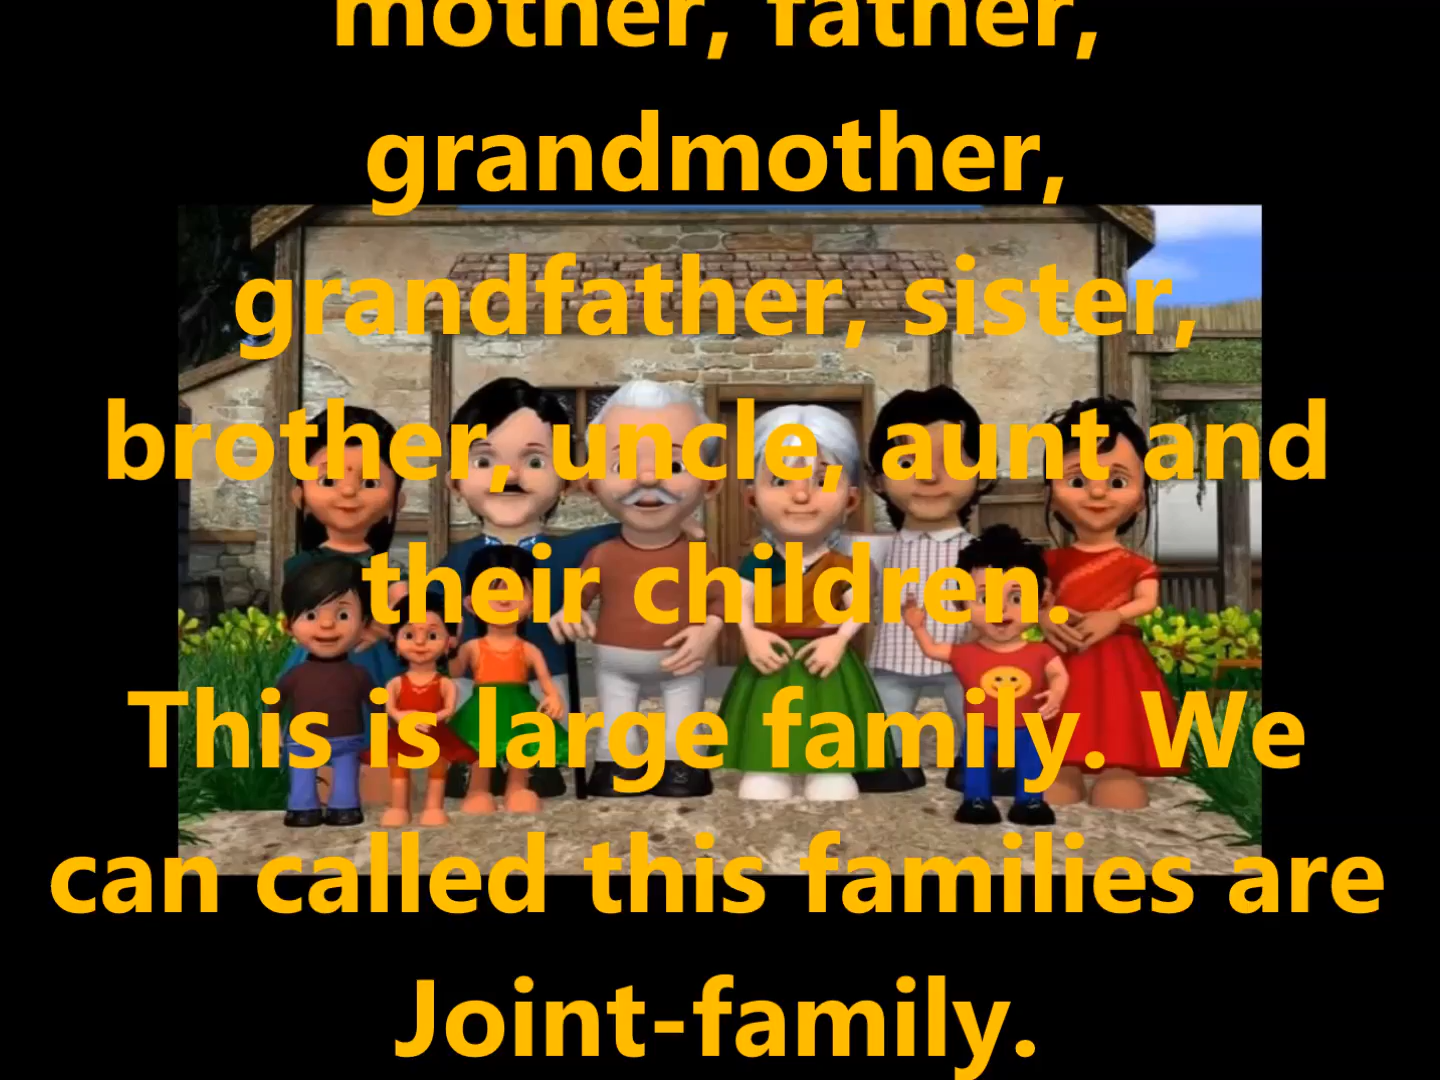 mother, father,
grandmother,
grandfather, sister,
brother, uncle, aunt and
their children.
This is large family. We
can called this families are
Joint-family.